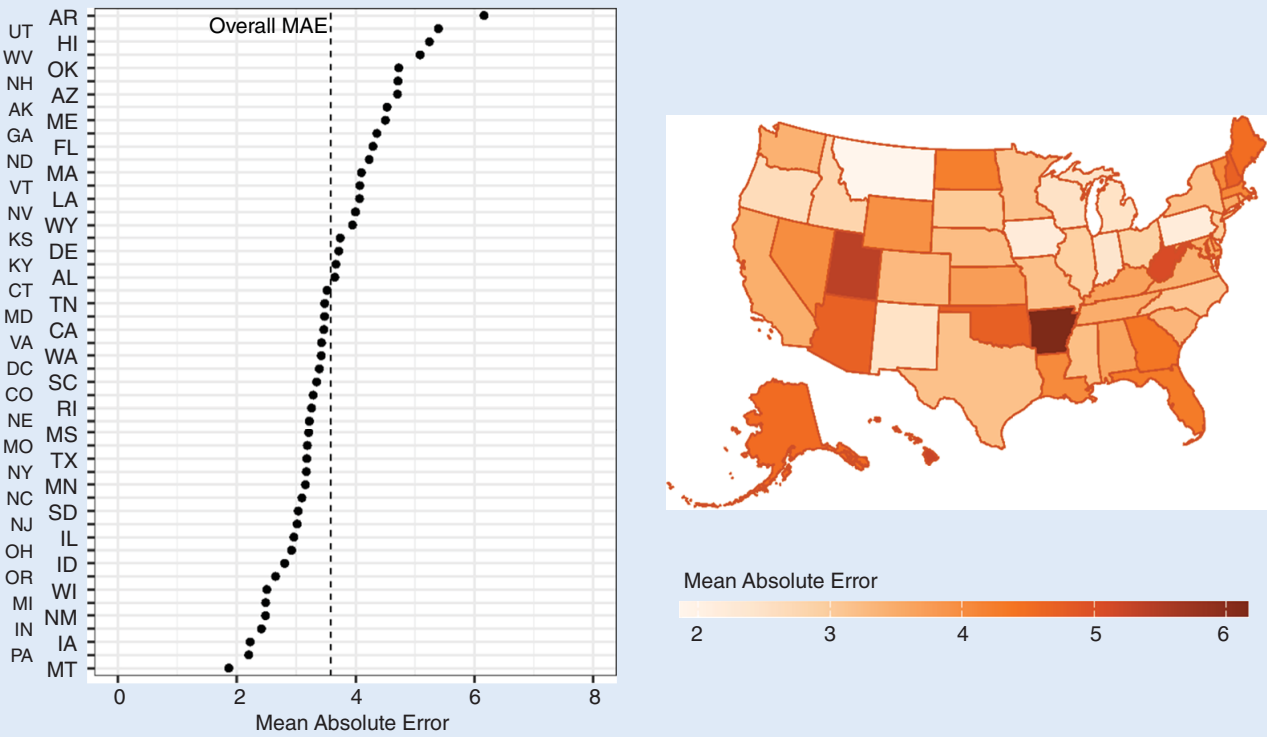 Overall MAE
AR
UT
HI
WV
OK
NH
AZ
AK
ME
GA
FL
ND
MA
VT
LA
NV
WY
KS
DE
KY
AL
CT
TN
MD
CA
VA
WA
DC
SC
CO
RI
NE
MS
MO
TX
NY
MN
NC
SD
NJ
IL
OH
ID
OR
WI
MI
NM
IN
IA
PA
MT
0 2 4 6 8
Mean Absolute Error
Mean Absolute Error
2 3 4 5 6